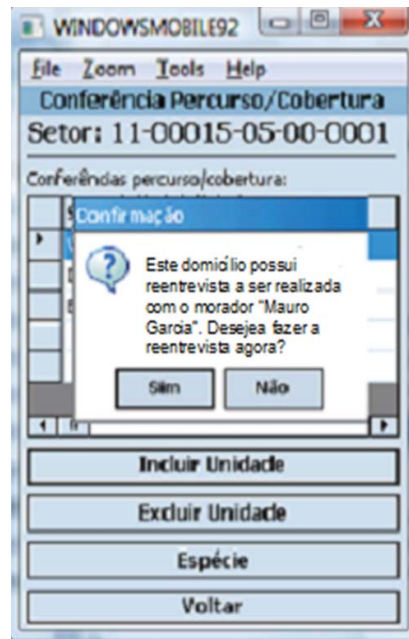 WINDOWSMOBILE92
File Zoom Tools Help
Conferência Percurso/Cobertura
Setor: 11-00015-05-00-0001
Conferências percurso/cobertura:
Confirmação
Este domicílio possui
reentrevista a ser realizada
com o morador "Mauro
Garcia". Desejea fazer a
reentrevista agora?
Sim Não
Incluir Unidade
Excluir Unidade
Espécie
Voltar